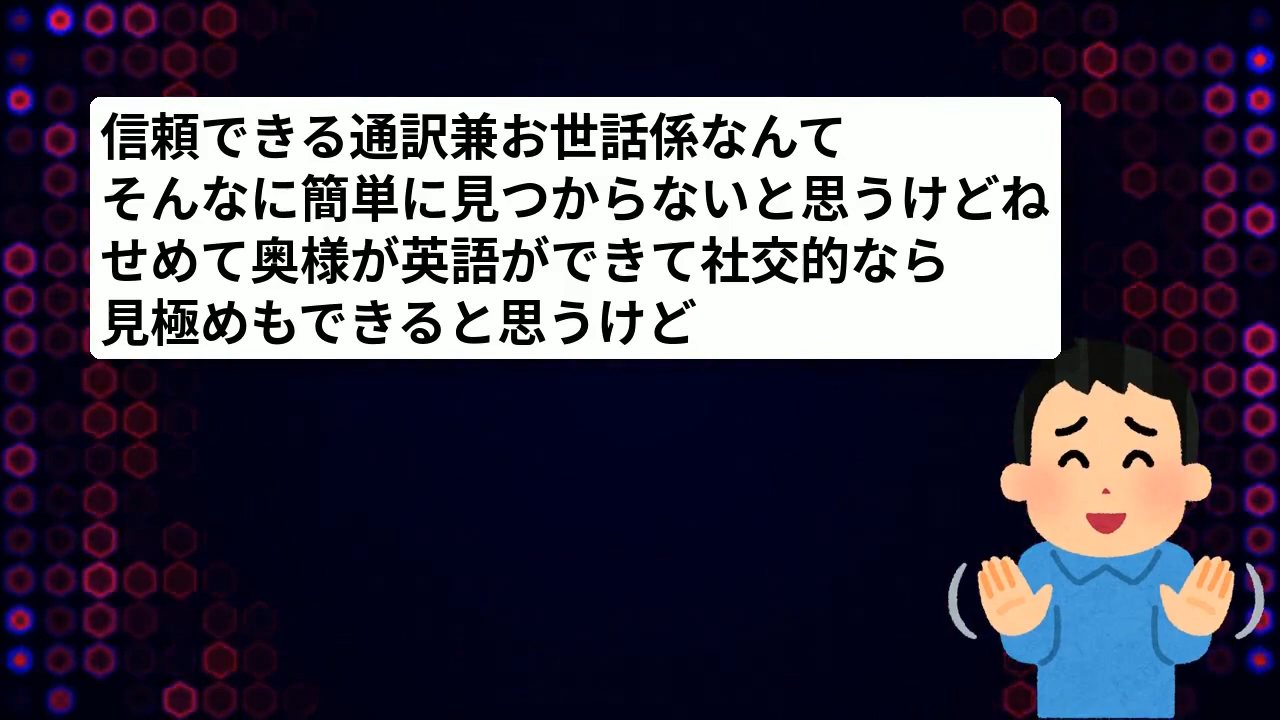 信頼できる通訳兼お世話係なんて
そんなに簡単に見つからないと思うけどね
せめて奥様が英語ができて社交的なら
見極めもできると思うけど